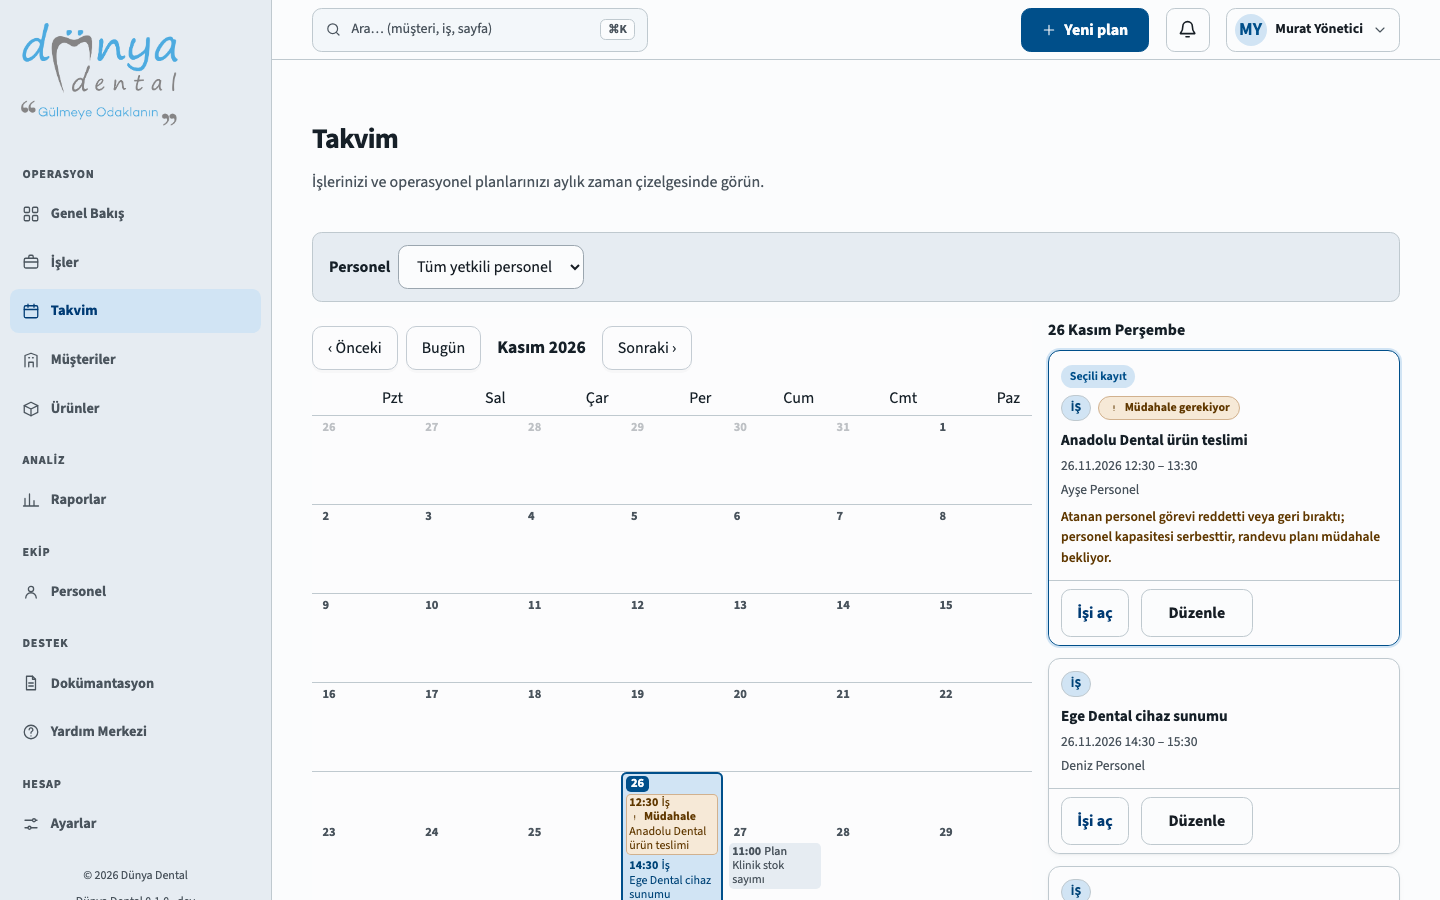 dünya
dental
“Gülmeye Odaklanın”
OPERASYON
Genel Bakış
İşler
Takvim
Müşteriler
Ürünler
ANALİZ
Raporlar
EKİP
Personel
DESTEK
Dokümantasyon
Yardım Merkezi
HESAP
Ayarlar
© 2026 Dünya Dental
Ara… (müşteri, iş, sayfa)
⌘K
+ Yeni plan
MY
Murat Yönetici
Takvim
İşlerinizi ve operasyonel planlarınızı aylık zaman çizelgesinde görün.
Personel
Tüm yetkili personel
‹ Önceki
Bugün
Kasım 2026
Sonraki ›
Pzt Sal Çar Per Cum Cmt Paz
26 27 28 29 30 31 1
2 3 4 5 6 7 8
9 10 11 12 13 14 15
16 17 18 19 20 21 22
23 24 25 26 27 28 29
12:30 İş
! Müdahale
Anadolu Dental
ürün teslimi
14:30 İş
Ege Dental cihaz
sunumu
11:00 Plan
Klinik stok
sayımı
26 Kasım Perşembe
Seçili kayıt
İŞ
! Müdahale gerekiyor
Anadolu Dental ürün teslimi
26.11.2026 12:30 – 13:30
Ayşe Personel
Atanan personel görevi reddetti veya geri bıraktı;
personel kapasitesi serbesttir, randevu planı müdahale
bekliyor.
İşi aç
Düzenle
İŞ
Ege Dental cihaz sunumu
26.11.2026 14:30 – 15:30
Deniz Personel
İşi aç
Düzenle
İŞ